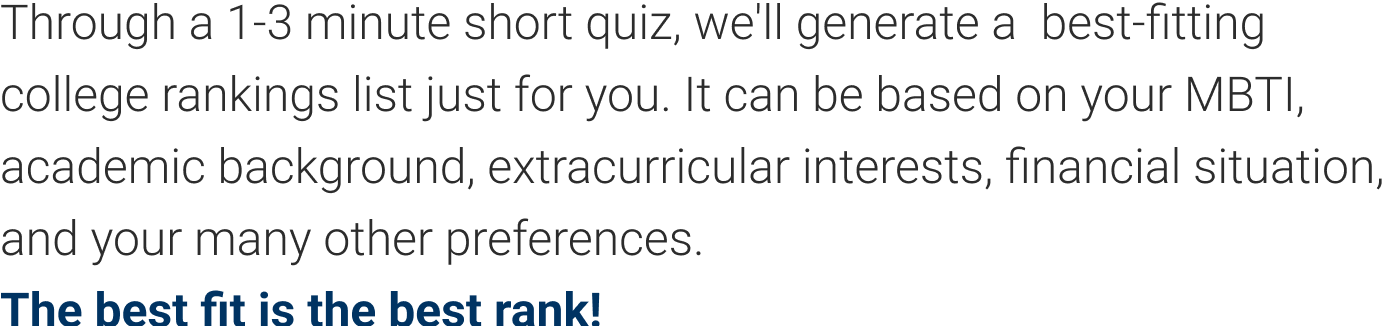 Through a 1-3 minute short quiz, we'll generate a  best-fitting
college rankings list just for you. It can be based on your MBTI,
academic background, extracurricular interests, financial situation,
and your many other preferences.
The best fit is the best rank!